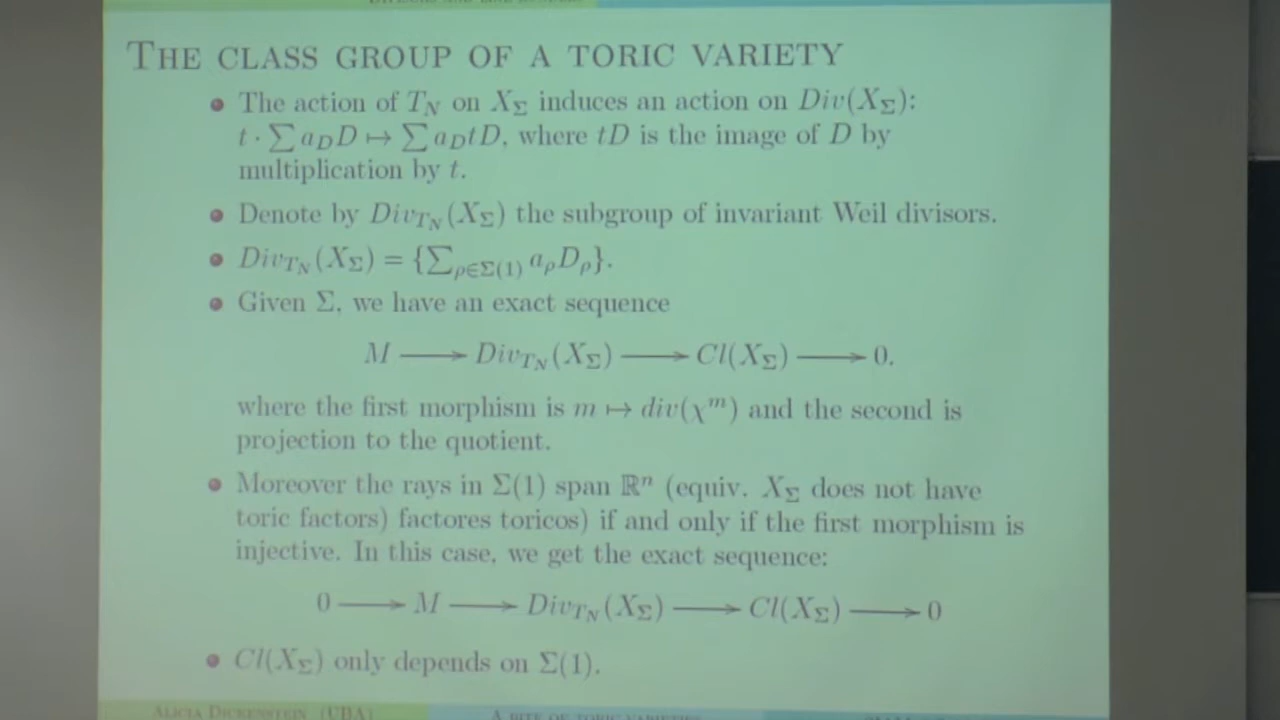 THE CLASS GROUP OF A TORIC VARIETY
• The action of T_N on X_Σ induces an action on Div(X_Σ):
t · ∑ a_D D ↦ ∑ a_D tD, where tD is the image of D by
multiplication by t.
• Denote by Div_{T_N}(X_Σ) the subgroup of invariant Weil divisors.
• Div_{T_N}(X_Σ) = {∑_{ρ∈Σ(1)} a_ρ D_ρ}.
• Given Σ, we have an exact sequence
M ⟶ Div_{T_N}(X_Σ) ⟶ Cl(X_Σ) ⟶ 0.
where the first morphism is m ↦ div(χ^m) and the second is
projection to the quotient.
• Moreover the rays in Σ(1) span ℝ^n (equiv. X_Σ does not have
toric factors) factores toricos) if and only if the first morphism is
injective. In this case, we get the exact sequence:
0 ⟶ M ⟶ Div_{T_N}(X_Σ) ⟶ Cl(X_Σ) ⟶ 0
• Cl(X_Σ) only depends on Σ(1).
ALICIA DICKENSTEIN (UBA) A BITE OF TORIC VARIETIES